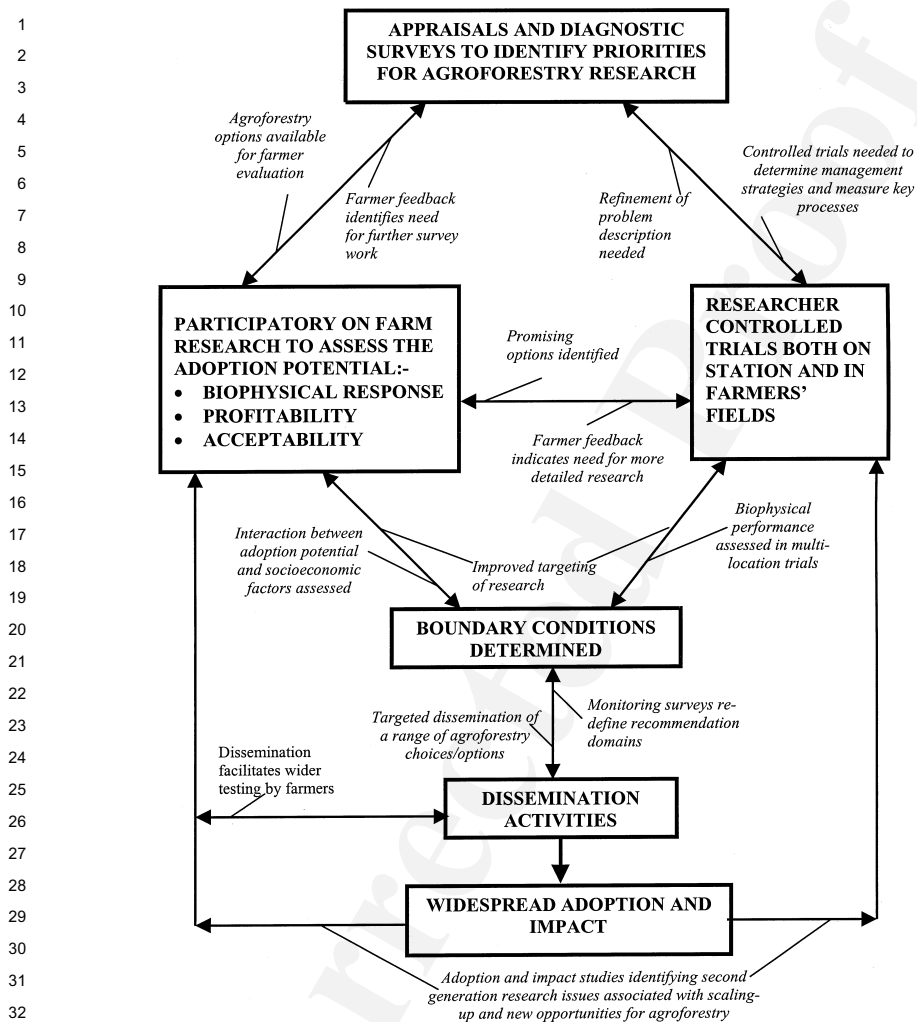 1
2
3
4
5
6
7
8
9
10
11
12
13
14
15
16
17
18
19
20
21
22
23
24
25
26
27
28
29
30
31
32
APPRAISALS AND DIAGNOSTIC
SURVEYS TO IDENTIFY PRIORITIES
FOR AGROFORESTRY RESEARCH
Agroforestry
options available
for farmer
evaluation
Farmer feedback
identifies need
for further survey
work
Refinement of
problem
description
needed
Controlled trials needed to
determine management
strategies and measure key
processes
PARTICIPATORY ON FARM
RESEARCH TO ASSESS THE
ADOPTION POTENTIAL:-
• BIOPHYSICAL RESPONSE
• PROFITABILITY
• ACCEPTABILITY
Promising
options identified
Farmer feedback
indicates need for more
detailed research
RESEARCHER
CONTROLLED
TRIALS BOTH ON
STATION AND IN
FARMERS'
FIELDS
Interaction between
adoption potential
and socioeconomic
factors assessed
Improved targeting
of research
Biophysical
performance
assessed in multi-
location trials
BOUNDARY CONDITIONS
DETERMINED
Targeted dissemination of
a range of agroforestry
choices/options
Monitoring surveys re-
define recommendation
domains
Dissemination
facilitates wider
testing by farmers
DISSEMINATION
ACTIVITIES
WIDESPREAD ADOPTION AND
IMPACT
Adoption and impact studies identifying second
generation research issues associated with scaling-
up and new opportunities for agroforestry
rrected Proof